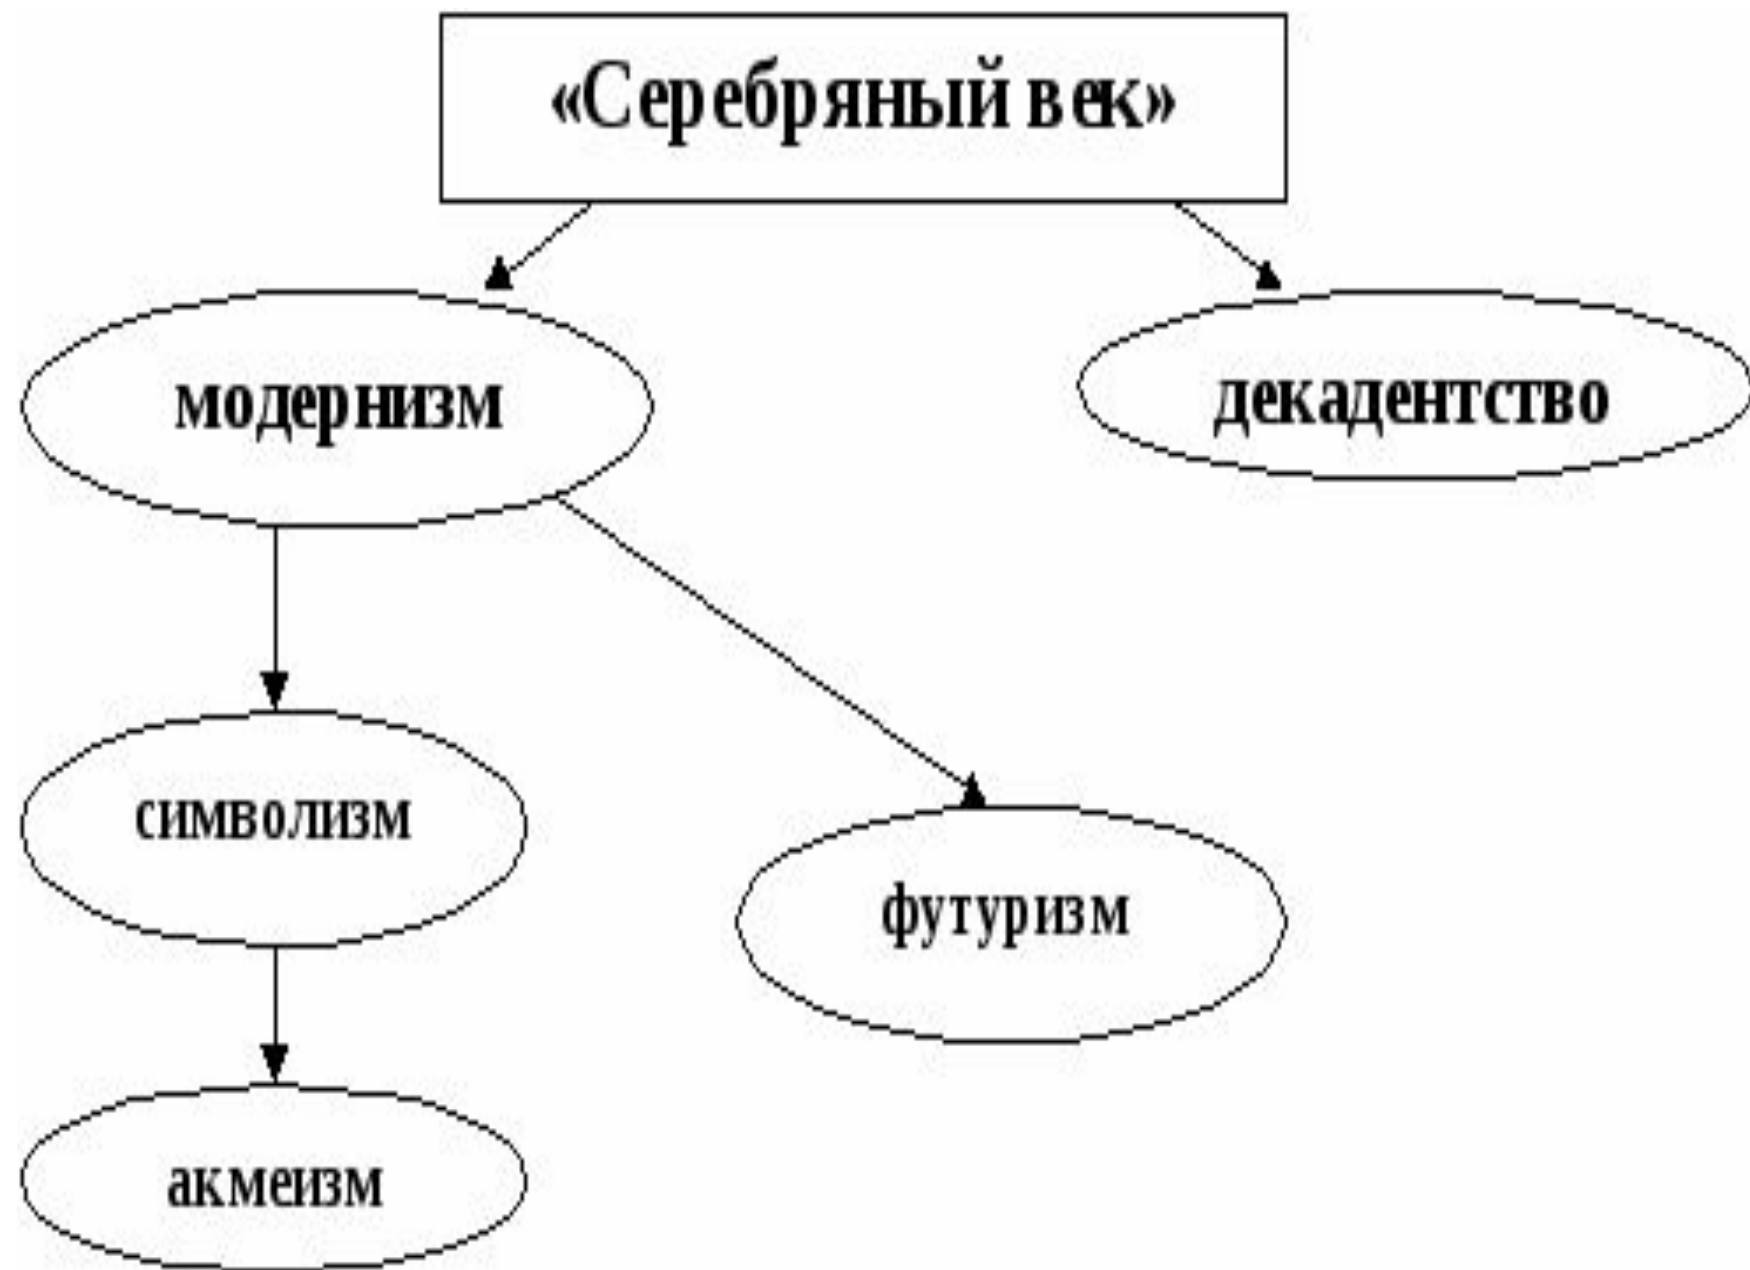 «Серебряный век»
модернизм
декадентство
символизм
футуризм
акмеизм